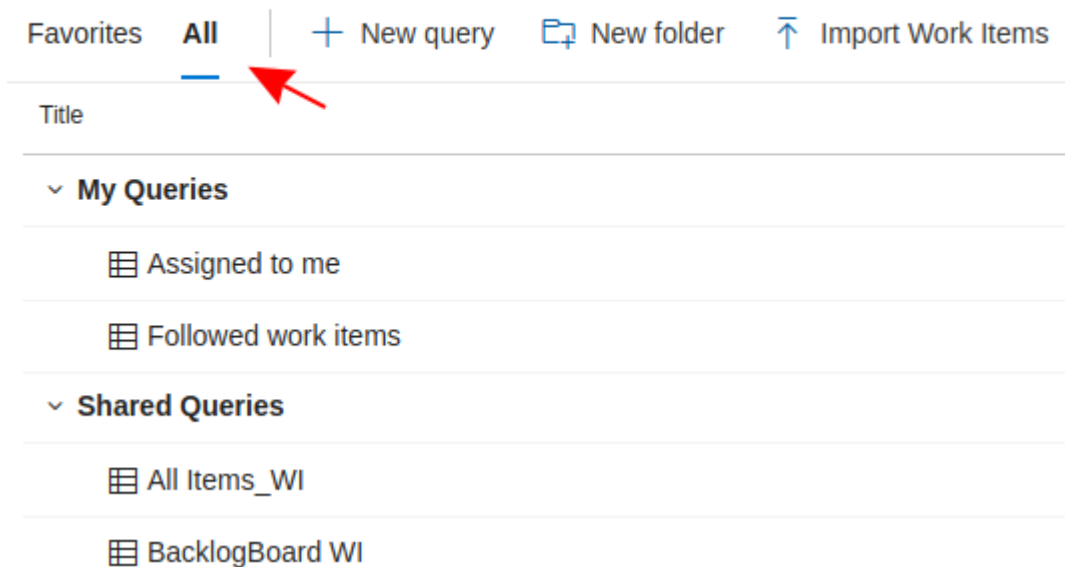 Favorites All New query New folder Import Work Items
Title
My Queries
Assigned to me
Followed work items
Shared Queries
All Items_WI
BacklogBoard WI